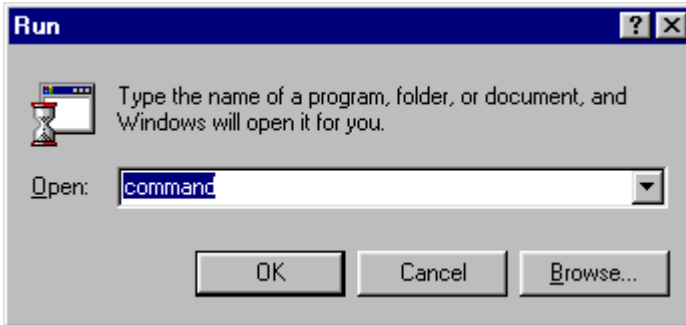 Run
Type the name of a program, folder, or document, and
Windows will open it for you.
Open: command
OK Cancel Browse...